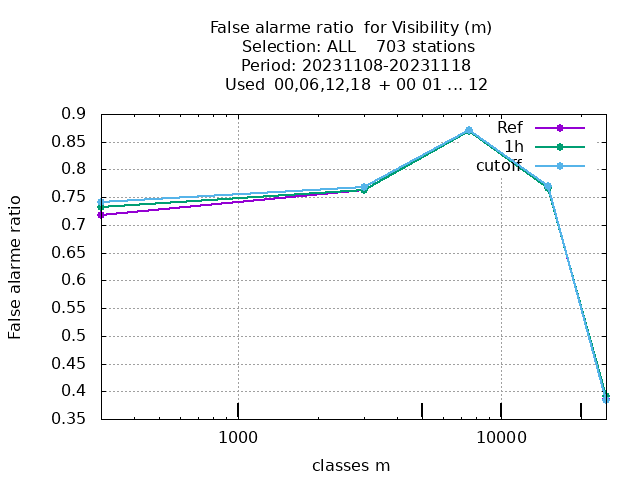 False alarme ratio  for Visibility (m)
Selection: ALL    703 stations
Period: 20231108-20231118
Used  00,06,12,18  + 00 01 ... 12
0.9
0.85
0.8
0.75
0.7
0.65
0.6
0.55
0.5
0.45
0.4
0.35
False alarme ratio
Ref
1h
cutoff
1000
10000
classes m